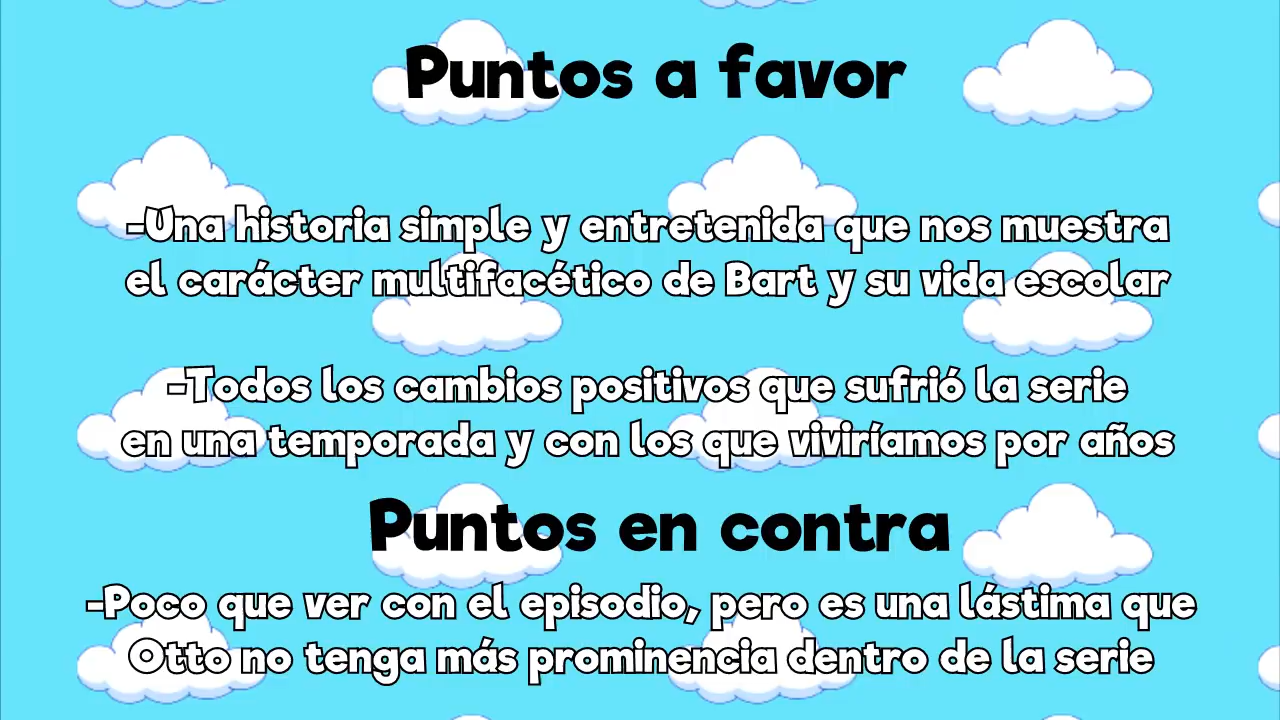 Puntos a favor
-Una historia simple y entretenida que nos muestra
el carácter multifacético de Bart y su vida escolar
-Todos los cambios positivos que sufrió la serie
en una temporada y con los que viviríamos por años
Puntos en contra
-Poco que ver con el episodio, pero es una lástima que
Otto no tenga más prominencia dentro de la serie